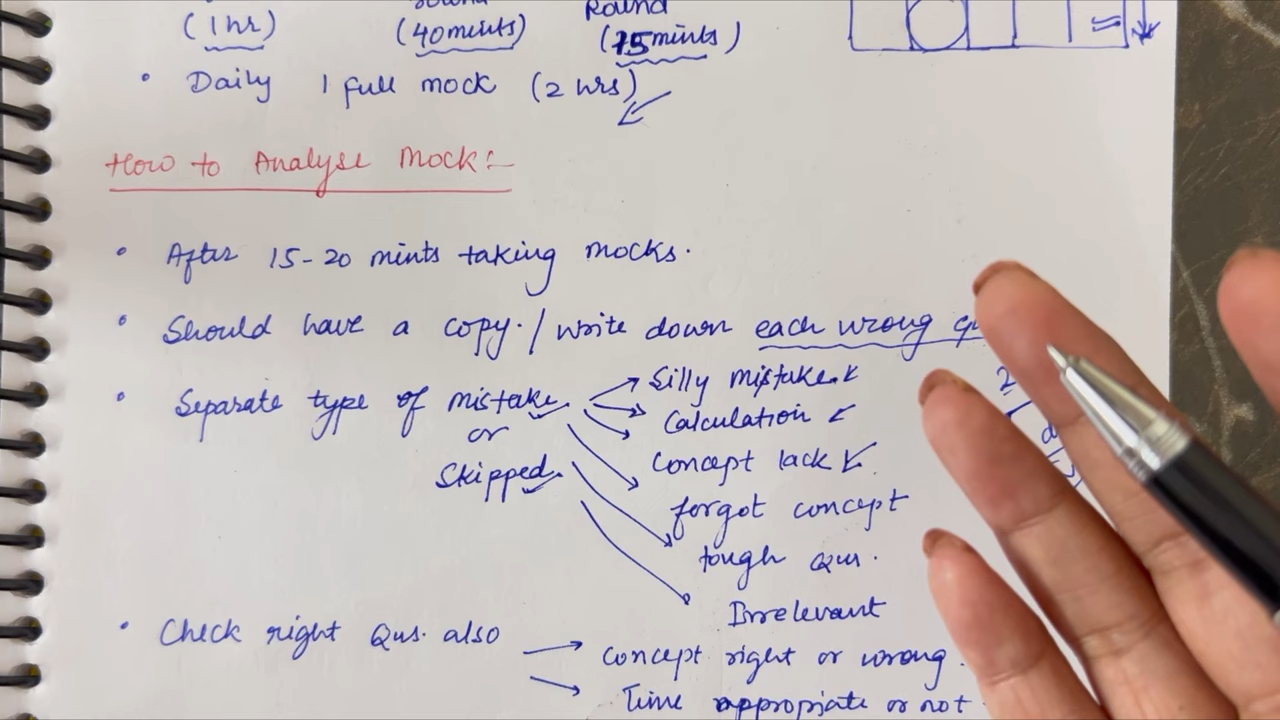 Round
(1hr) (40mints) (15mints)
• Daily 1 full mock (2 hrs)
How to Analyse Mock:-
• After 15-20 mints taking mocks.
• Should have a copy. / write down each wrong
• Separate type of mistake
or
Skipped
Silly mistake
Calculation
Concept lack
forgot concept
tough Qus.
Irrelevant
• Check right Qus. also
concept right or wrong.
Time appropiate or not